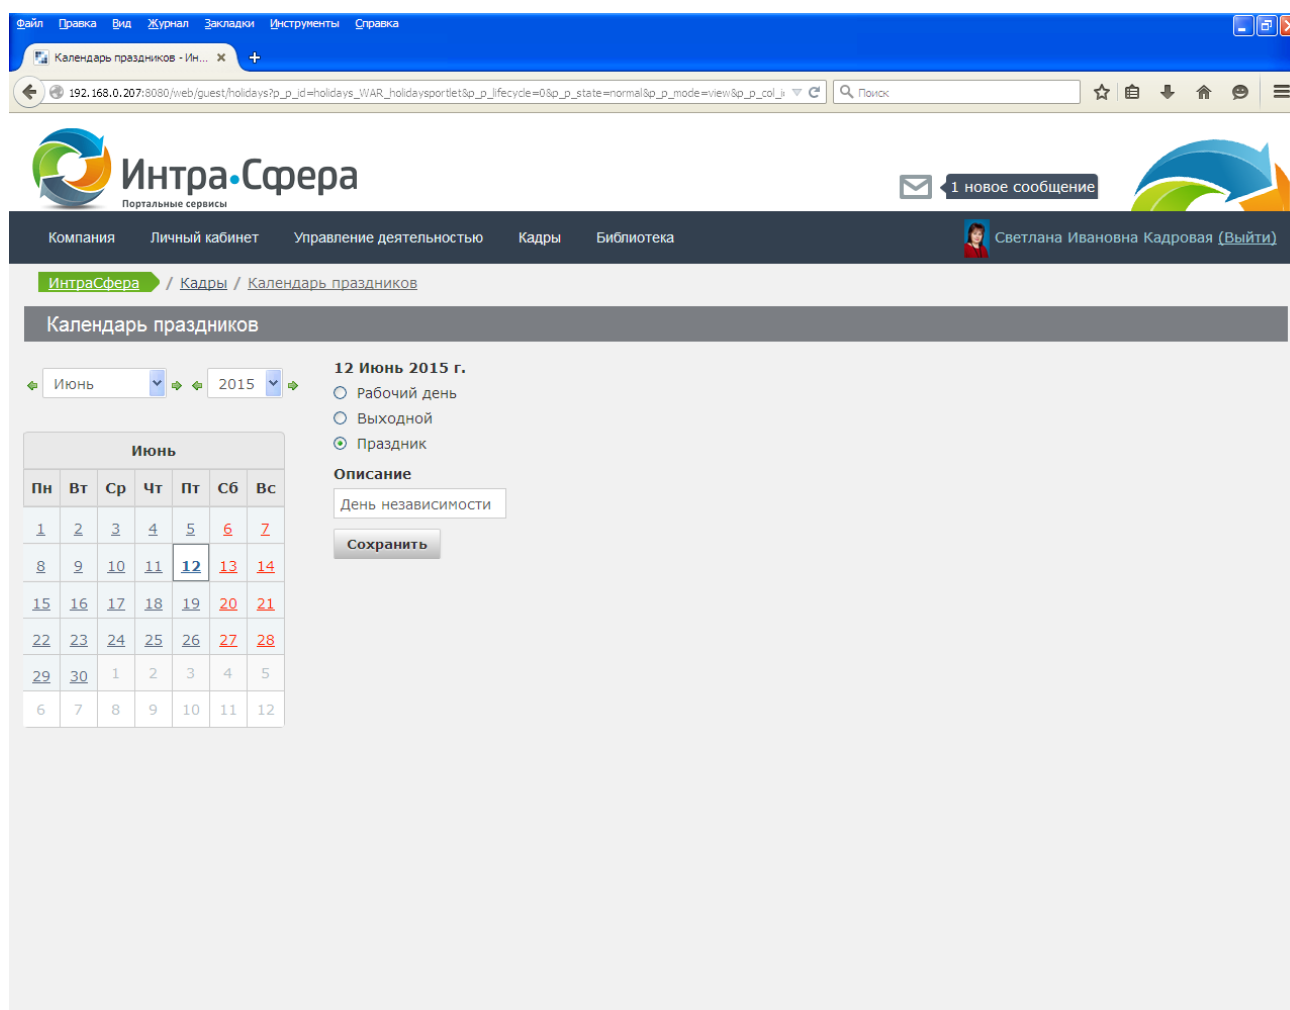 Файл Правка Вид Журнал Закладки Инструменты Справка
Календарь праздников - Ин...
192.168.0.207:8080/web/guest/holidays?p_p_id=holidays_WAR_holidaysportlet&p_p_lifecycle=0&p_p_state=normal&p_p_mode=view&p_p_col_i
Поиск
Интра•Сфера
Портальные сервисы
1 новое сообщение
Компания Личный кабинет Управление деятельностью Кадры Библиотека Светлана Ивановна Кадровая (Выйти)
ИнтраСфера / Кадры / Календарь праздников
Календарь праздников
Июнь 2015
Июнь
Пн Вт Ср Чт Пт Сб Вс
1 2 3 4 5 6 7
8 9 10 11 12 13 14
15 16 17 18 19 20 21
22 23 24 25 26 27 28
29 30 1 2 3 4 5
6 7 8 9 10 11 12
12 Июнь 2015 г.
Рабочий день
Выходной
Праздник
Описание
День независимости
Сохранить